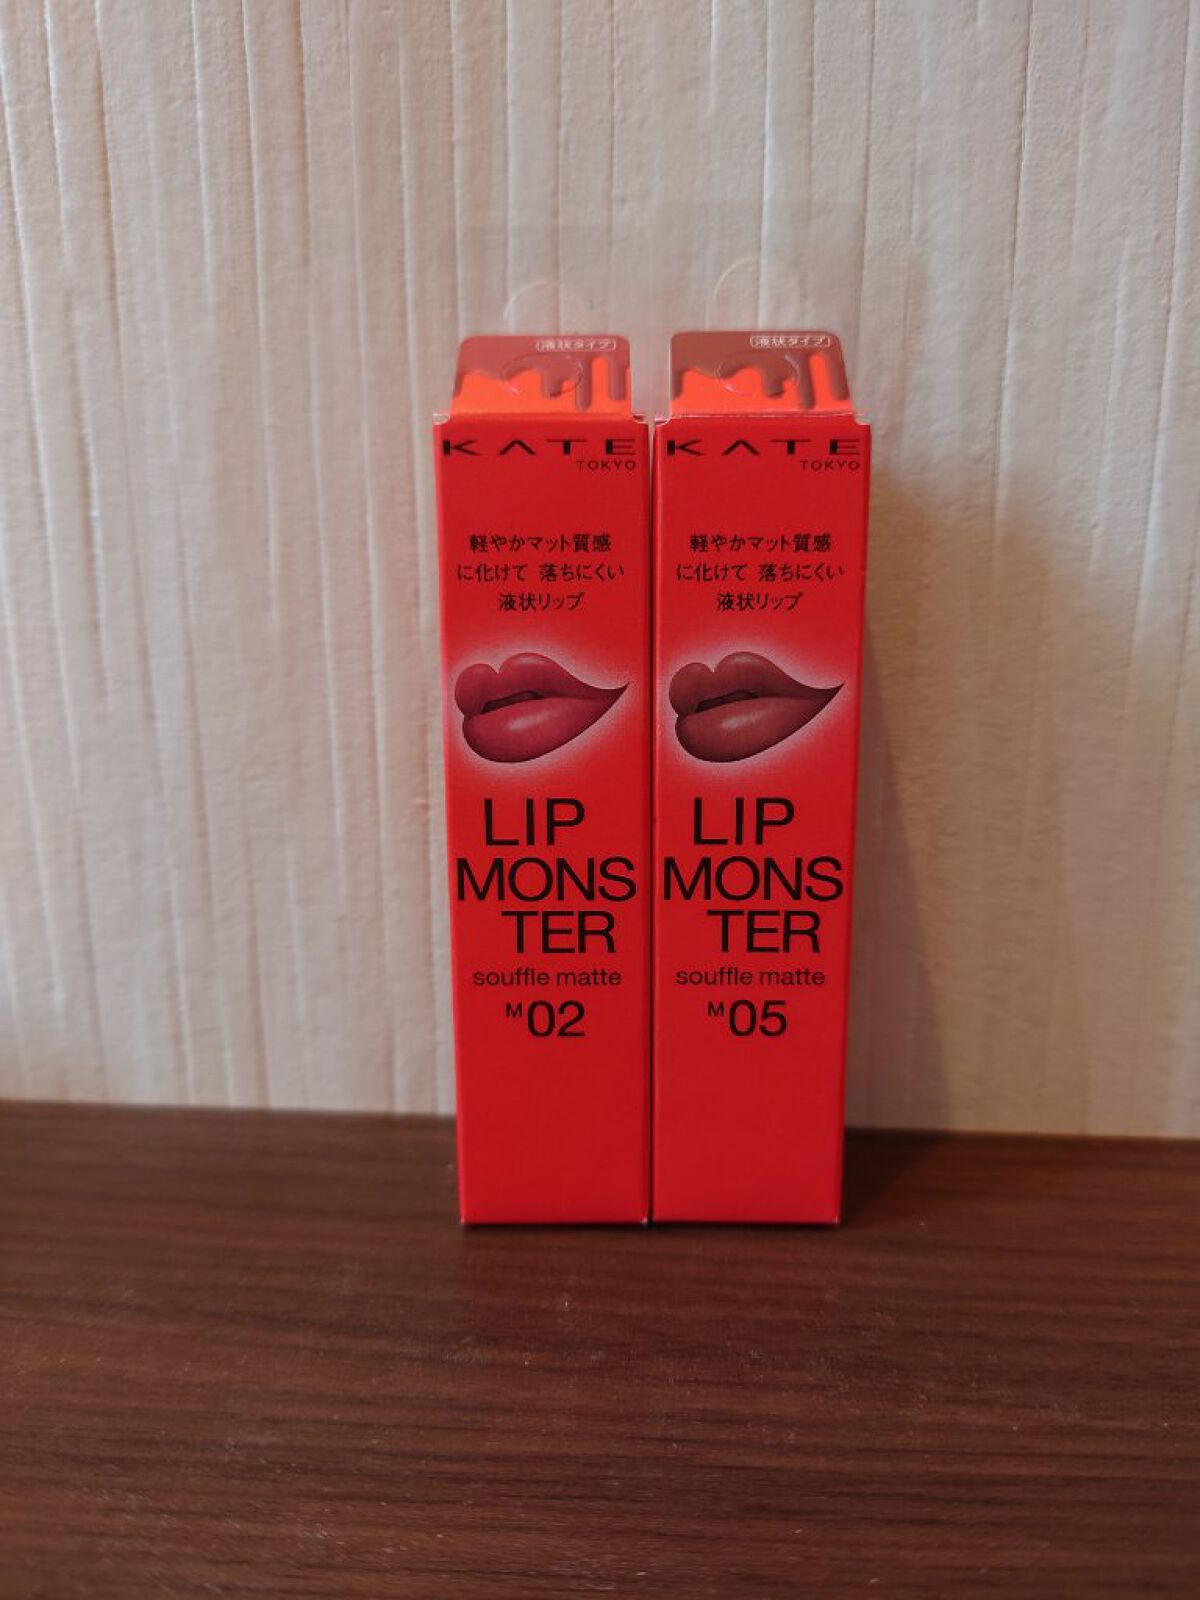 液状タイプ
KATE
TOKYO
軽やかマット質感
に化けて 落ちにくい
液状リップ
LIP
MONS
TER
souffle matte
M02
液状タイプ
KATE
TOKYO
軽やかマット質感
に化けて 落ちにくい
液状リップ
LIP
MONS
TER
souffle matte
M05